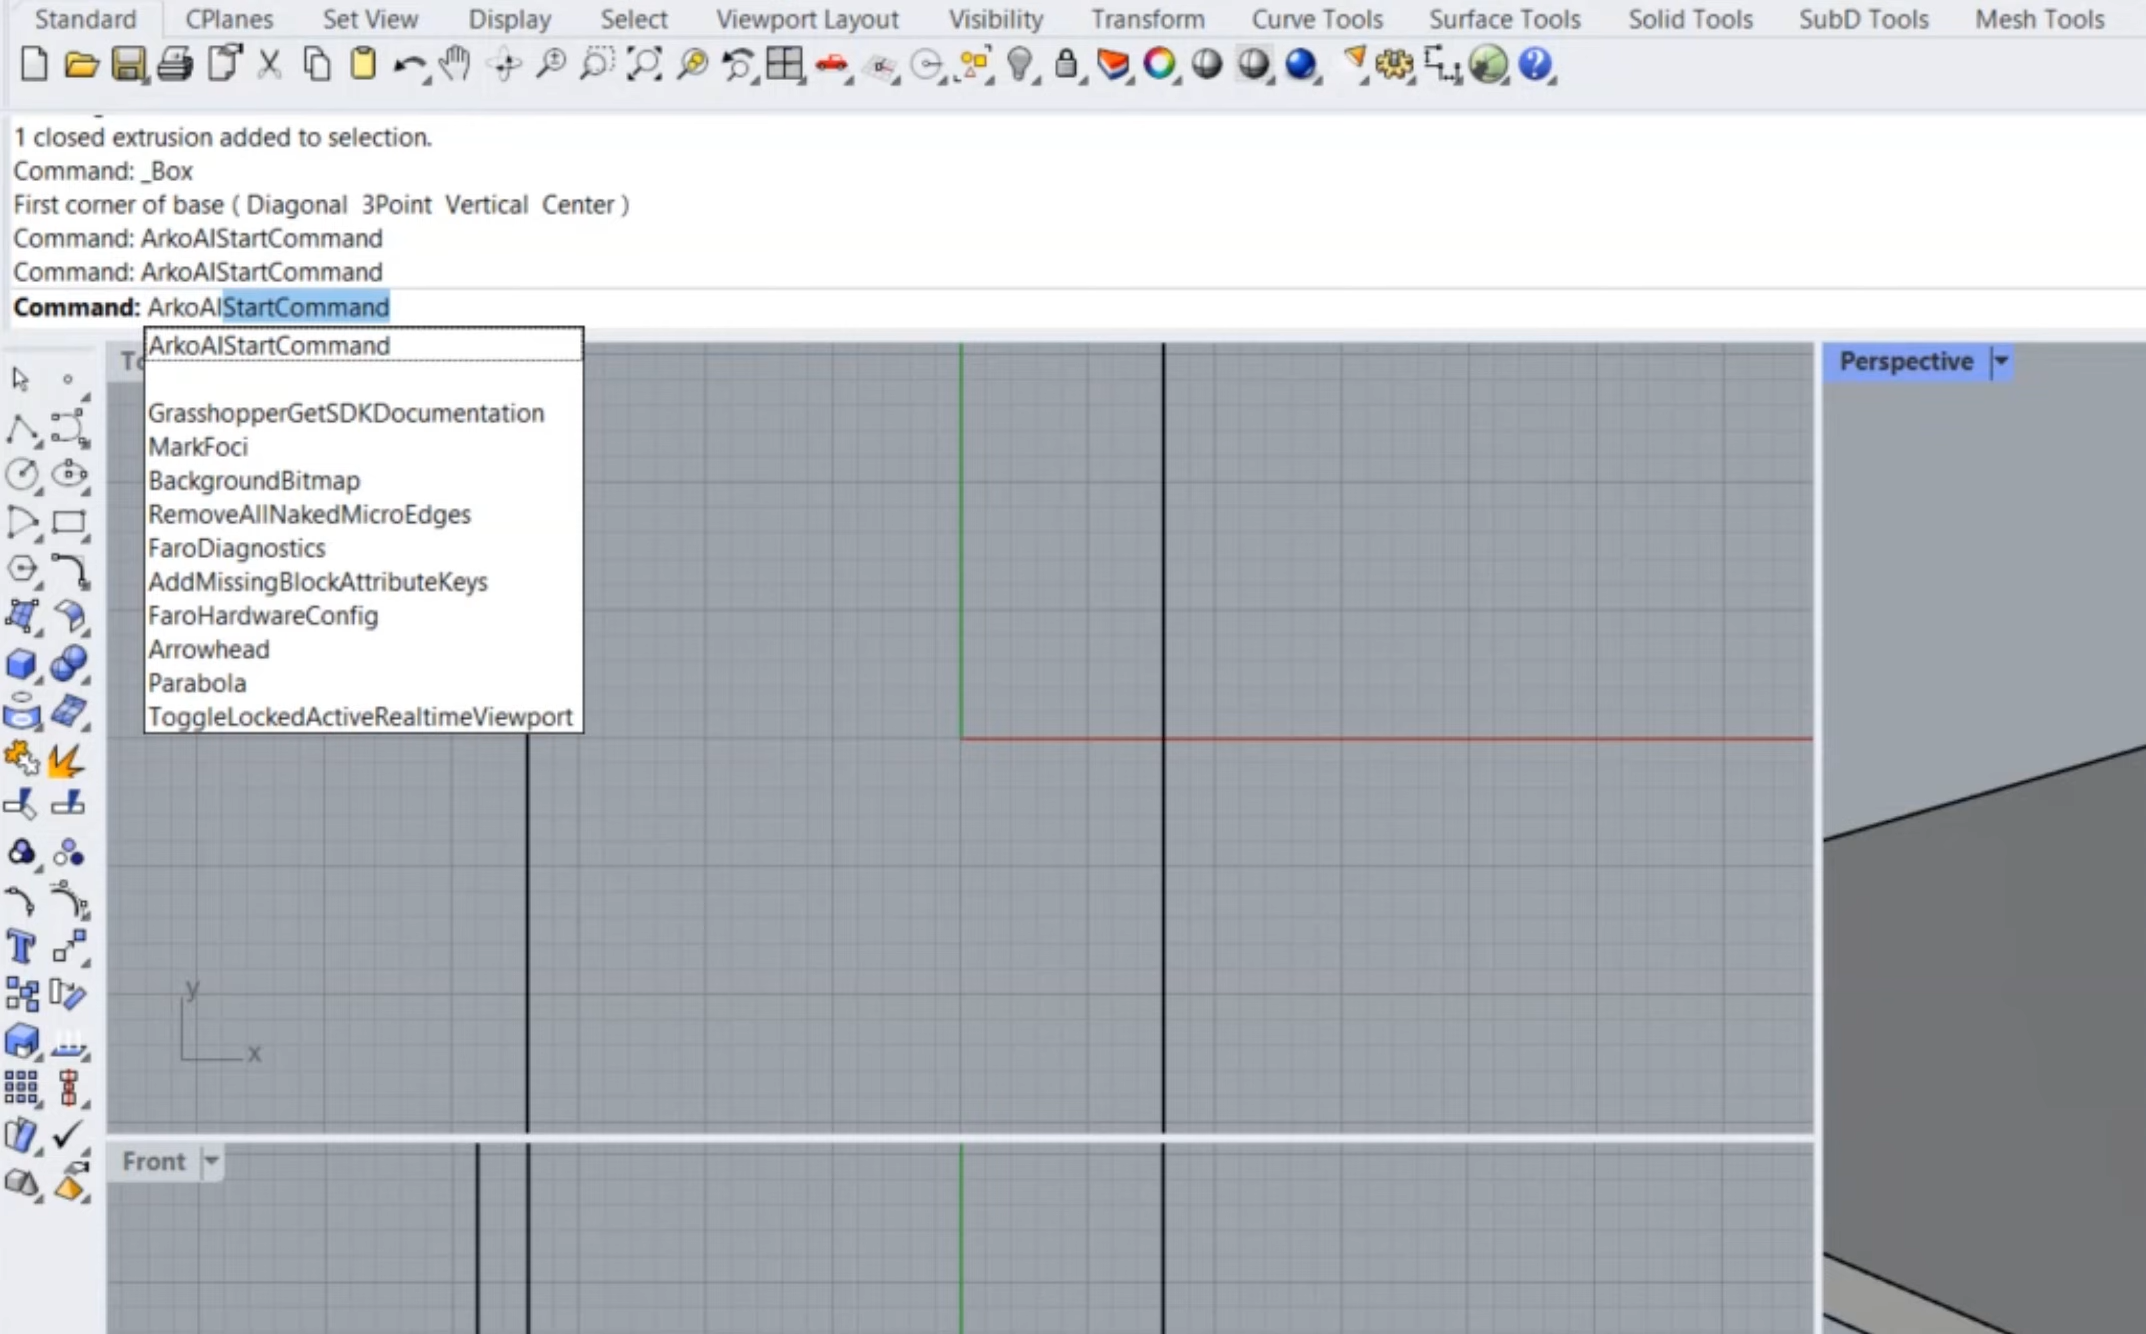 Standard CPlanes Set View Display Select Viewport Layout Visibility Transform Curve Tools Surface Tools Solid Tools SubD Tools Mesh Tools
1 closed extrusion added to selection.
Command: _Box
First corner of base ( Diagonal 3Point Vertical Center )
Command: ArkoAIStartCommand
Command: ArkoAIStartCommand
Command: ArkoAIStartCommand
ArkoAIStartCommand
GrasshopperGetSDKDocumentation
MarkFoci
BackgroundBitmap
RemoveAllNakedMicroEdges
FaroDiagnostics
AddMissingBlockAttributeKeys
FaroHardwareConfig
Arrowhead
Parabola
ToggleLockedActiveRealtimeViewport
Perspective
y
x
Front